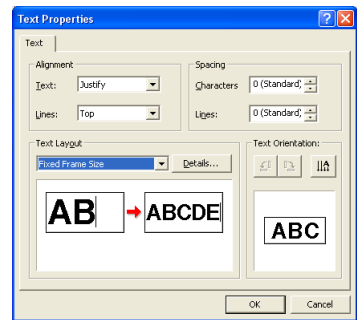 Text Properties
Text
Alignment
Text: Justify
Lines: Top
Spacing
Characters 0 (Standard)
Lines: 0 (Standard)
Text Layout
Fixed Frame Size Details...
AB ABCDE
Text Orientation:
A
ABC
OK Cancel